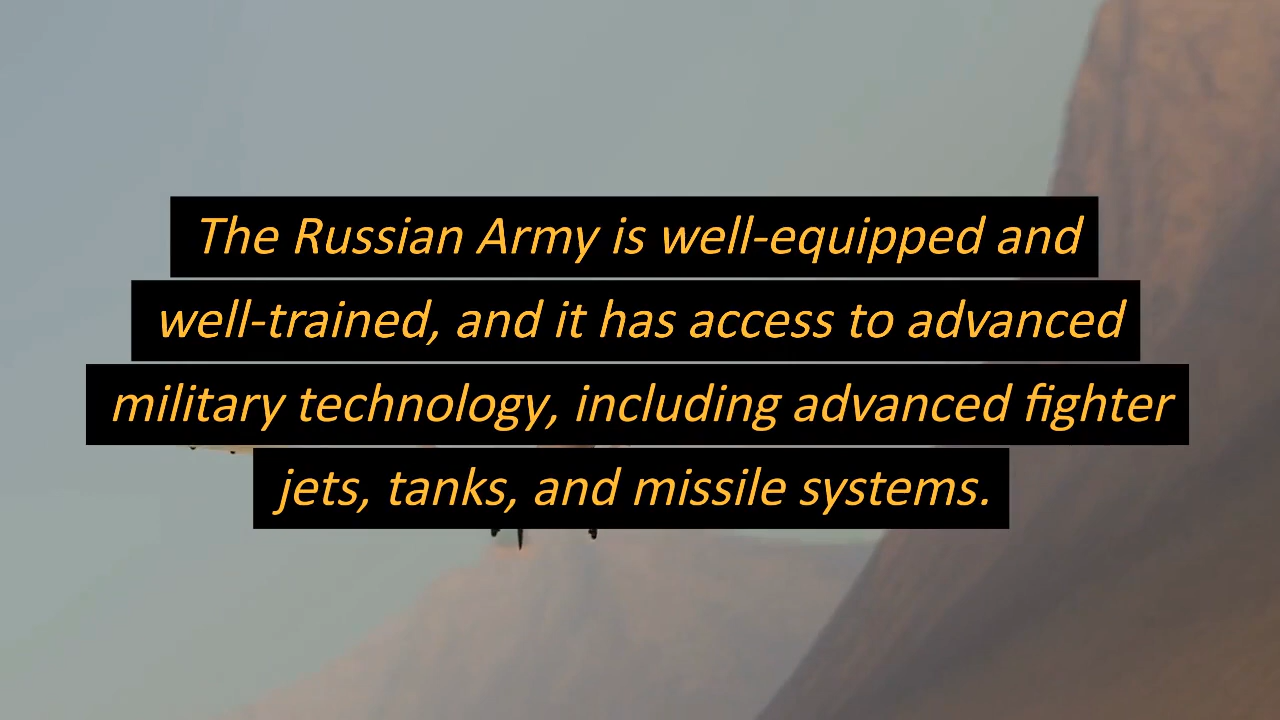 The Russian Army is well-equipped and
well-trained, and it has access to advanced
military technology, including advanced fighter
jets, tanks, and missile systems.